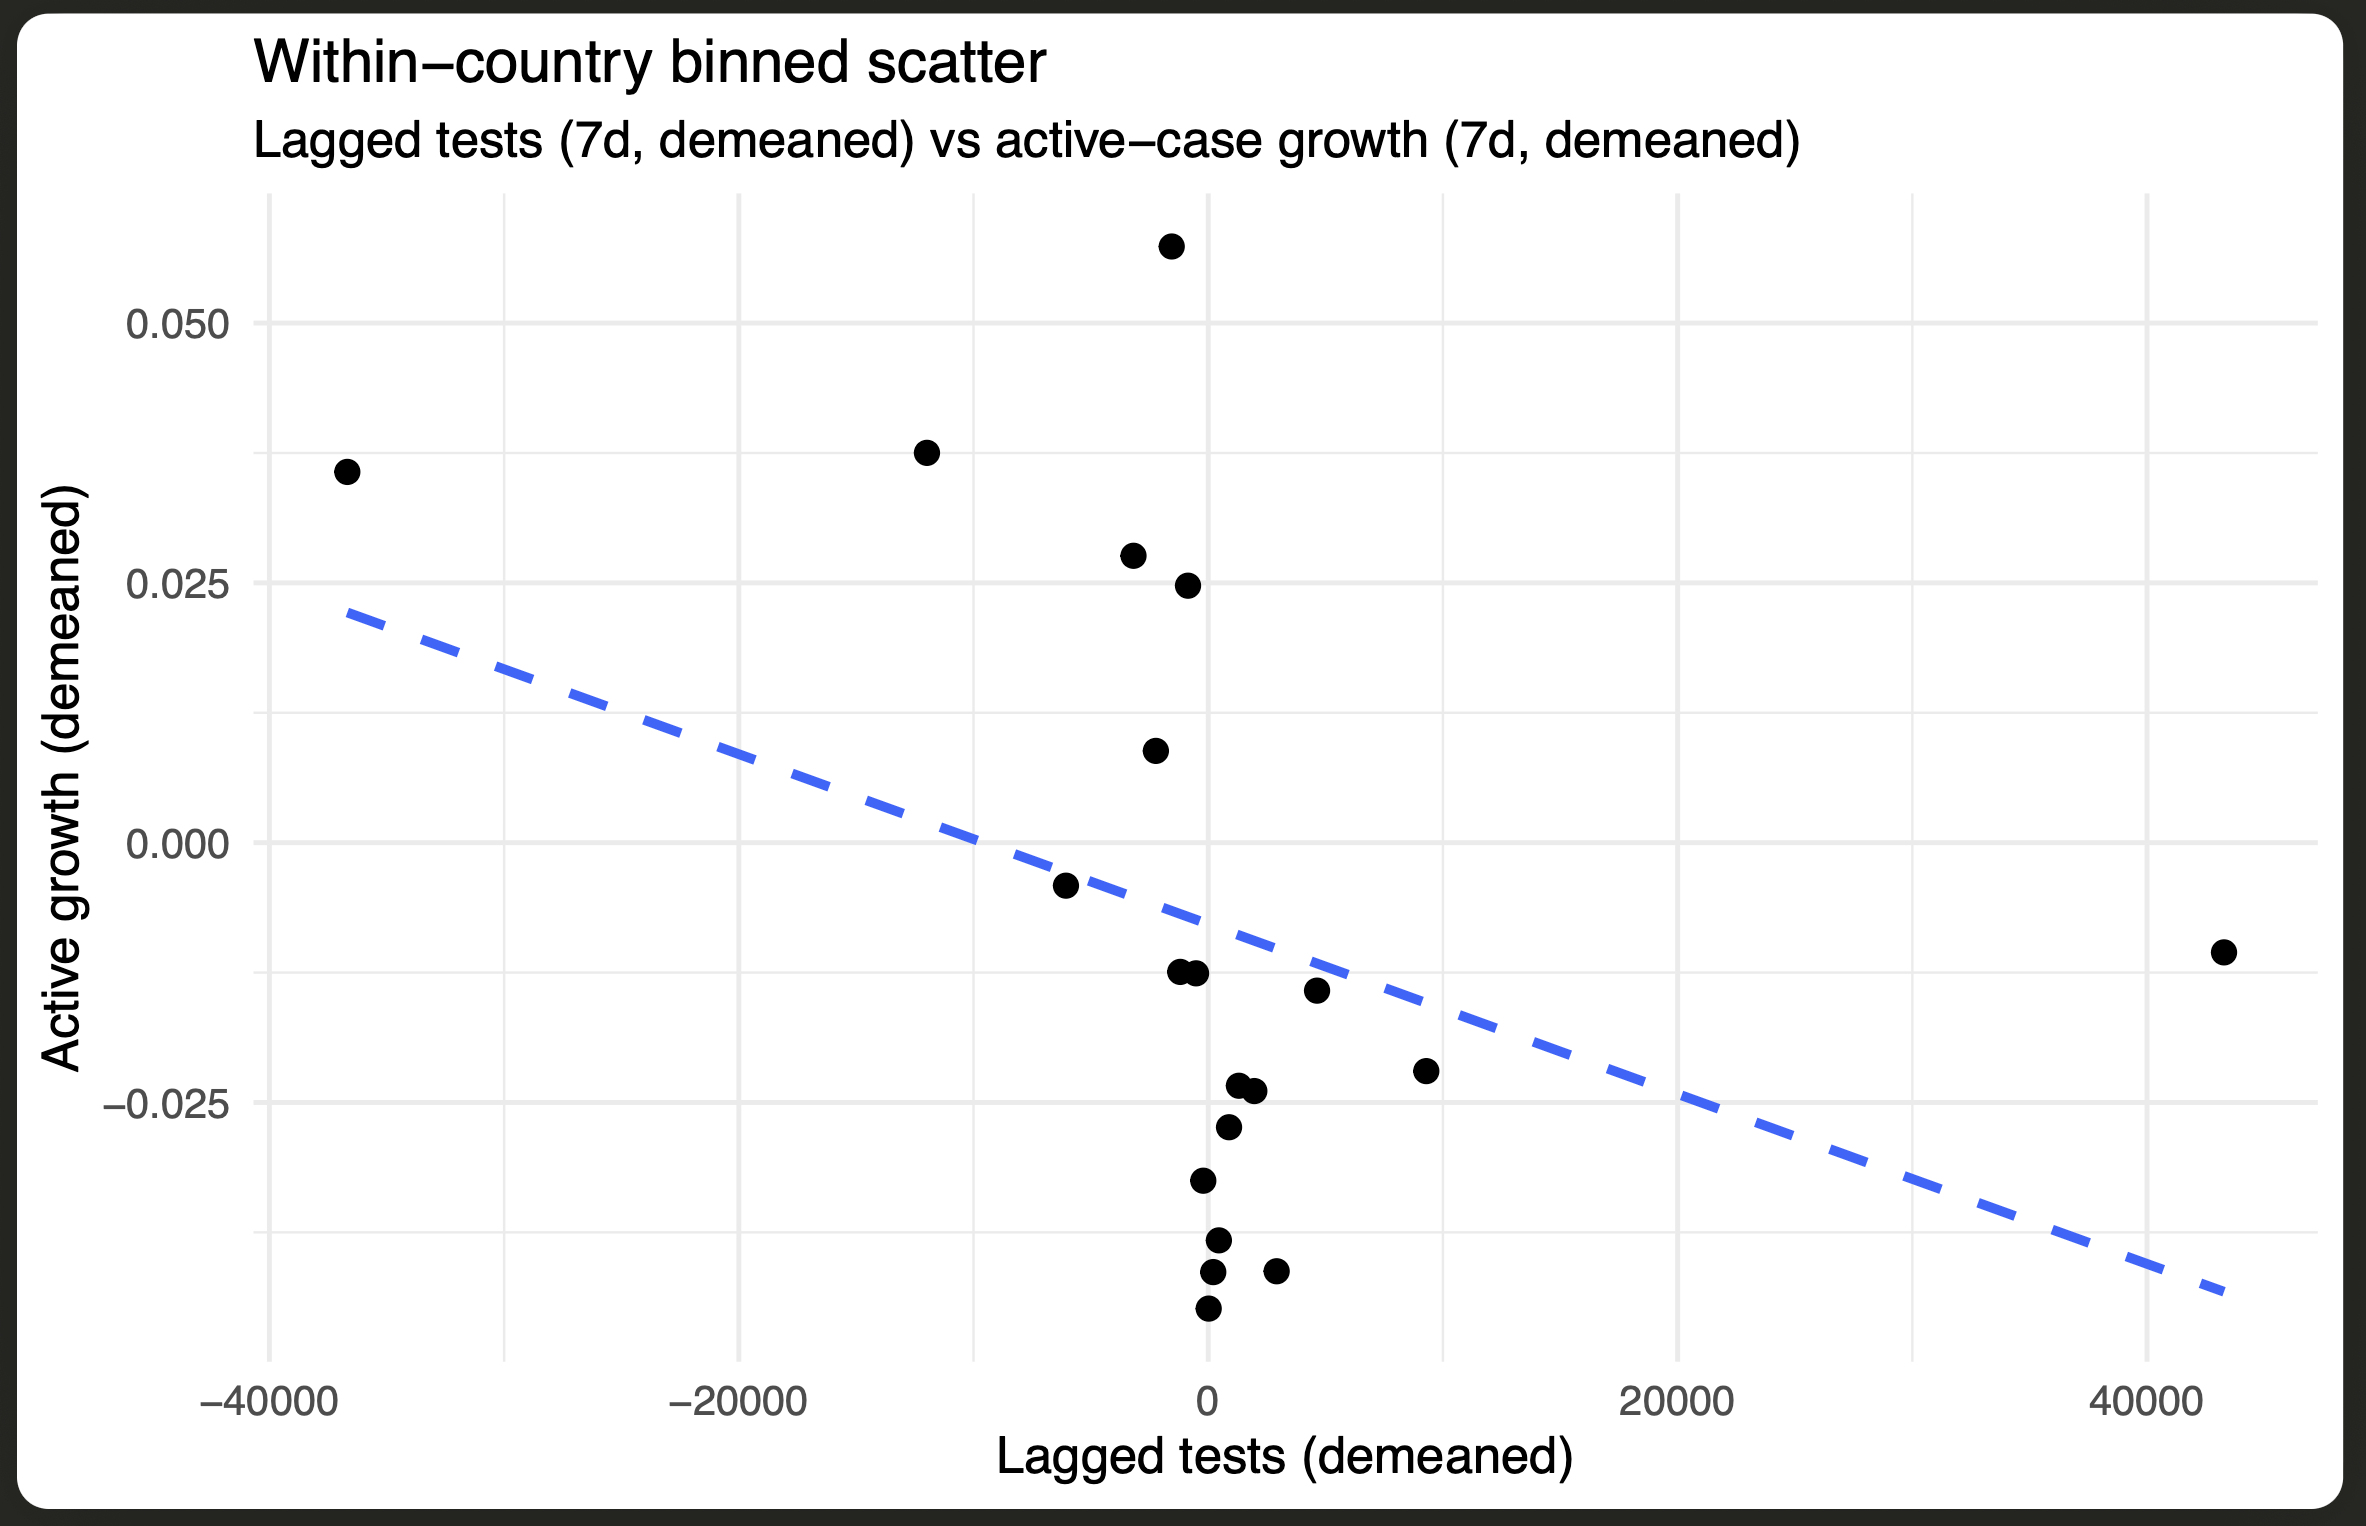 Within−country binned scatter
Lagged tests (7d, demeaned) vs active−case growth (7d, demeaned)
Active growth (demeaned)
0.050
0.025
0.000
−0.025
−40000
−20000
0
20000
40000
Lagged tests (demeaned)